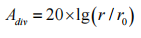 A_div = 20×lg(r / r_0)